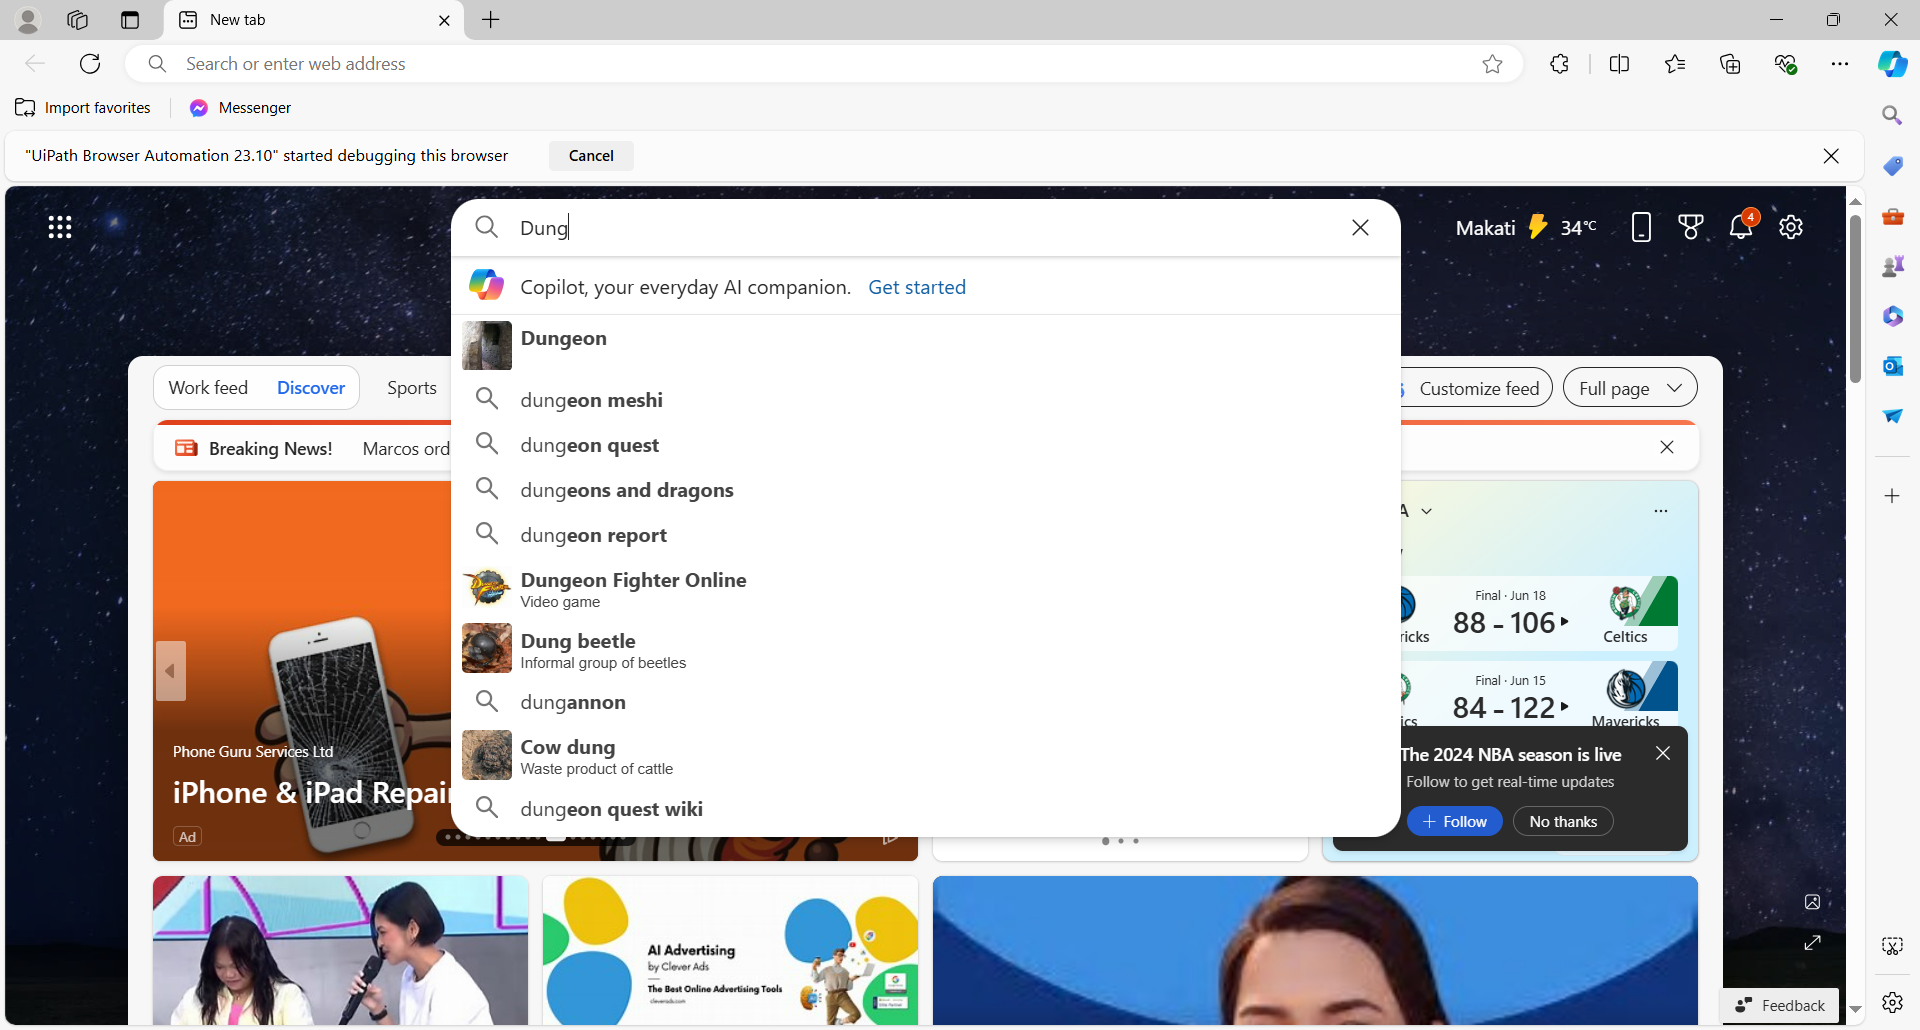 New tab
Search or enter web address
Import favorites
Messenger
"UiPath Browser Automation 23.10" started debugging this browser
Cancel
Dung
Makati
34°C
4
Copilot, your everyday AI companion. Get started
Dungeon
dungeon meshi
dungeon quest
dungeons and dragons
dungeon report
Dungeon Fighter Online
Video game
Dung beetle
Informal group of beetles
dungannon
Cow dung
Waste product of cattle
dungeon quest wiki
Work feed
Discover
Sports
Customize feed
Full page
Breaking News!
Marcos ord
Phone Guru Services Ltd
iPhone & iPad Repair
Ad
A
Final · Jun 18
88 - 106
ricks
Celtics
Final · Jun 15
84 - 122
ics
Mavericks
The 2024 NBA season is live
Follow to get real-time updates
Follow
No thanks
AI Advertising
by Clever Ads
The Best Online Advertising Tools
cleverads.com
Feedback